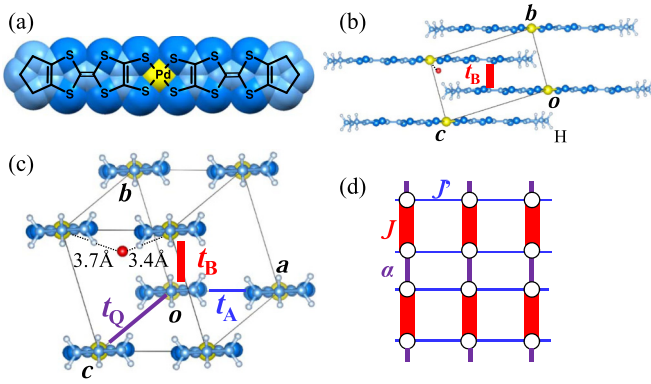 (a)
S S S S
Pd
S S S S
(b)
b
t_B
o
c
H
(c)
b
3.7Å 3.4Å
t_B
a
t_Q
o
t_A
c
(d)
J'
J
α